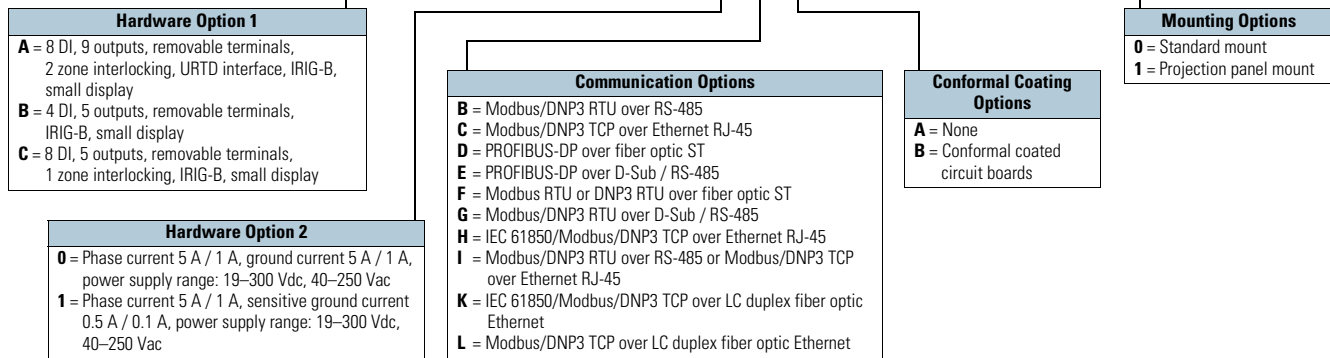 Hardware Option 1
A = 8 DI, 9 outputs, removable terminals,
2 zone interlocking, URTD interface, IRIG-B,
small display
B = 4 DI, 5 outputs, removable terminals,
IRIG-B, small display
C = 8 DI, 5 outputs, removable terminals,
1 zone interlocking, IRIG-B, small display
Hardware Option 2
0 = Phase current 5 A / 1 A, ground current 5 A / 1 A,
power supply range: 19–300 Vdc, 40–250 Vac
1 = Phase current 5 A / 1 A, sensitive ground current
0.5 A / 0.1 A, power supply range: 19–300 Vdc,
40–250 Vac
Communication Options
B = Modbus/DNP3 RTU over RS-485
C = Modbus/DNP3 TCP over Ethernet RJ-45
D = PROFIBUS-DP over fiber optic ST
E = PROFIBUS-DP over D-Sub / RS-485
F = Modbus RTU or DNP3 RTU over fiber optic ST
G = Modbus/DNP3 RTU over D-Sub / RS-485
H = IEC 61850/Modbus/DNP3 TCP over Ethernet RJ-45
I = Modbus/DNP3 RTU over RS-485 or Modbus/DNP3 TCP
over Ethernet RJ-45
K = IEC 61850/Modbus/DNP3 TCP over LC duplex fiber optic
Ethernet
L = Modbus/DNP3 TCP over LC duplex fiber optic Ethernet
Conformal Coating
Options
A = None
B = Conformal coated
circuit boards
Mounting Options
0 = Standard mount
1 = Projection panel mount